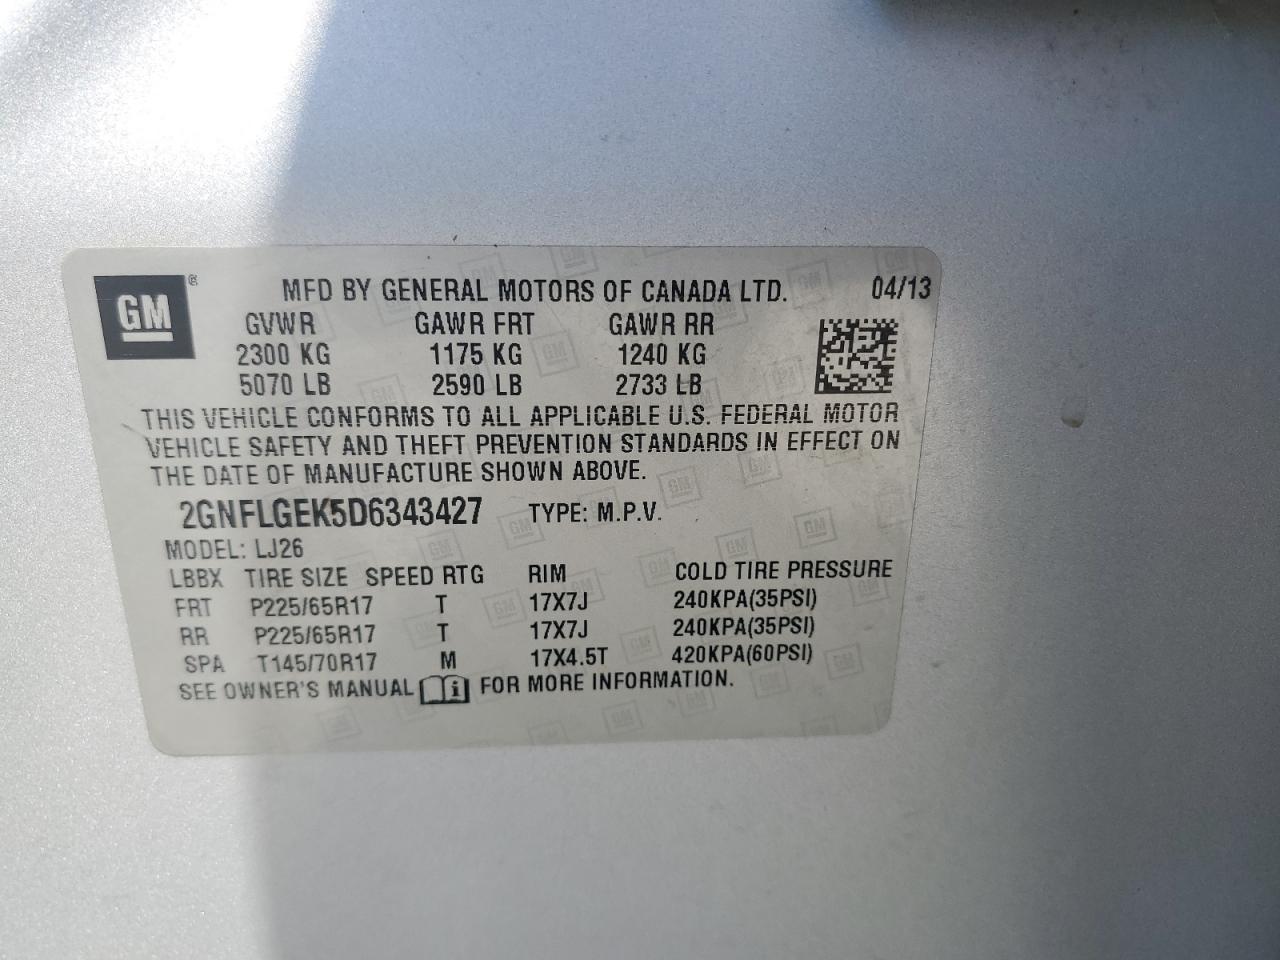 GM ®
MFD BY GENERAL MOTORS OF CANADA LTD. 04/13
GVWR GAWR FRT GAWR RR
2300 KG 1175 KG 1240 KG
5070 LB 2590 LB 2733 LB
THIS VEHICLE CONFORMS TO ALL APPLICABLE U.S. FEDERAL MOTOR
VEHICLE SAFETY AND THEFT PREVENTION STANDARDS IN EFFECT ON
THE DATE OF MANUFACTURE SHOWN ABOVE.
2GNFLGEK5D6343427 TYPE: M.P.V.
MODEL: LJ26
LBBX TIRE SIZE SPEED RTG RIM COLD TIRE PRESSURE
FRT P225/65R17 T 17X7J 240KPA(35PSI)
RR P225/65R17 T 17X7J 240KPA(35PSI)
SPA T145/70R17 M 17X4.5T 420KPA(60PSI)
SEE OWNER'S MANUAL i FOR MORE INFORMATION.